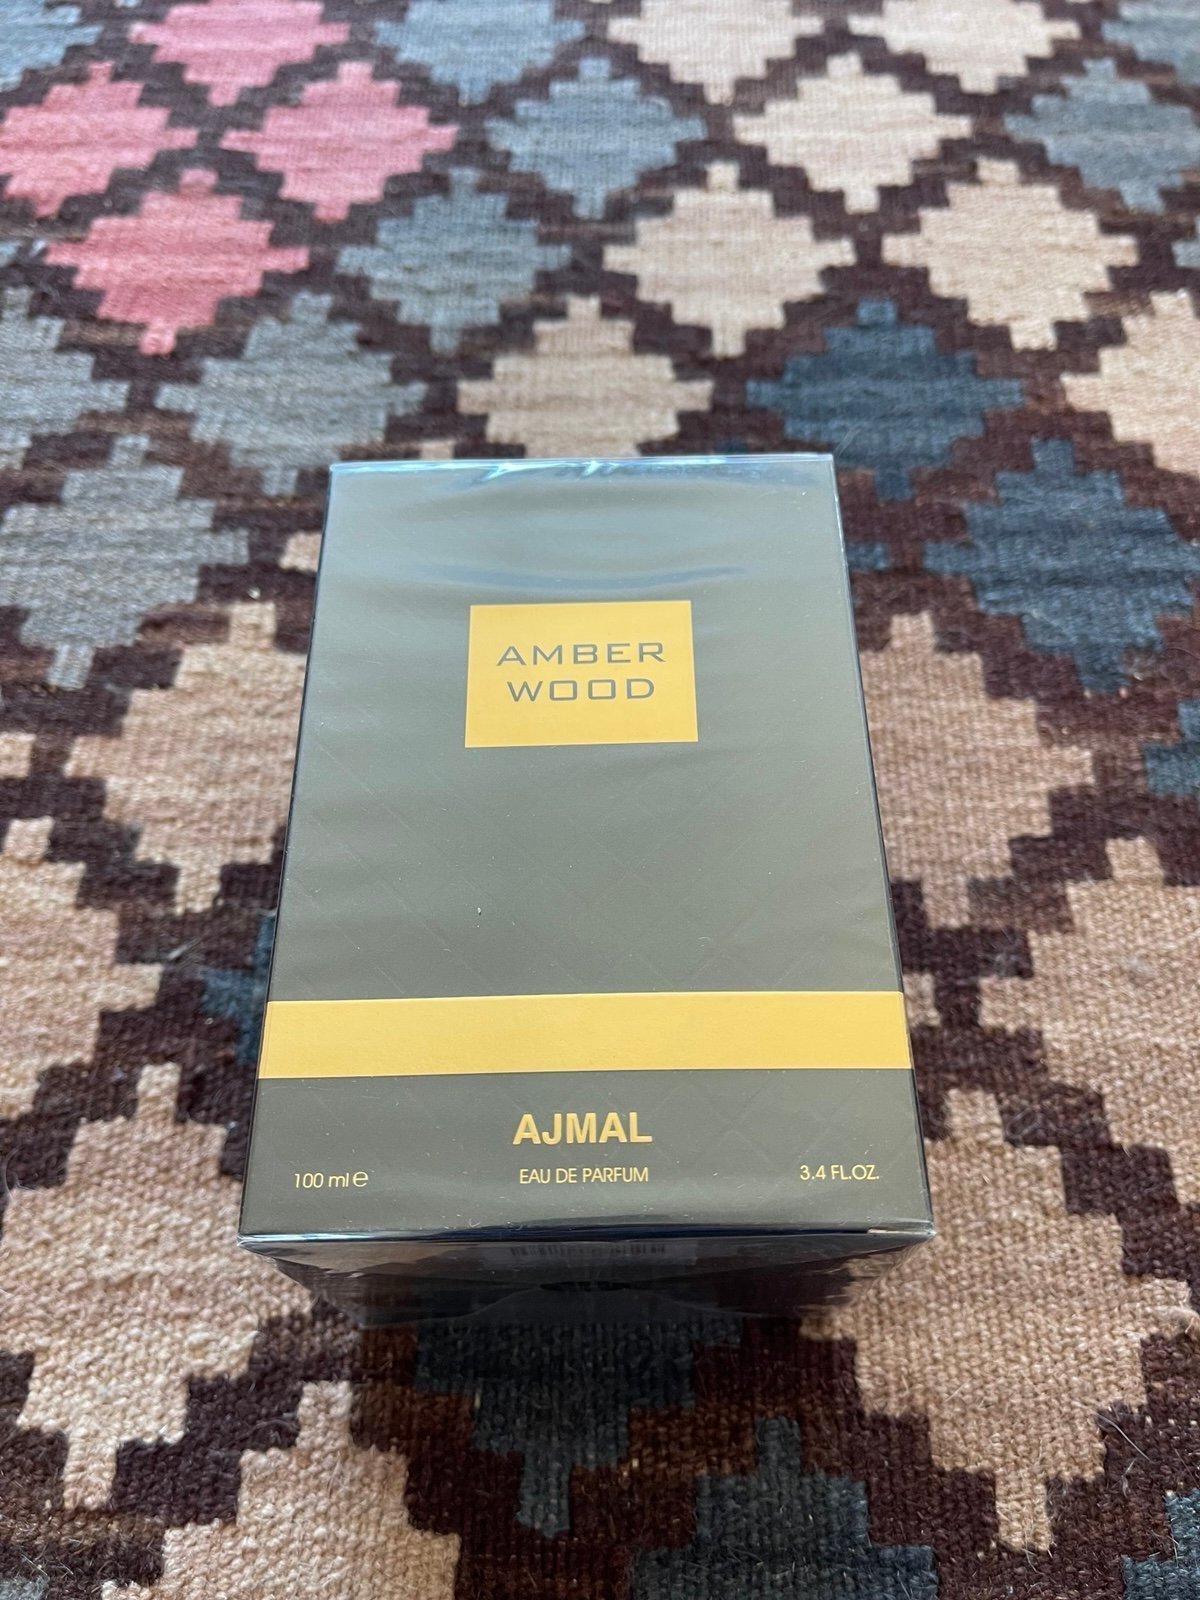 AMBER
WOOD
AJMAL
100 ml ℮
EAU DE PARFUM
3.4 FL.OZ.